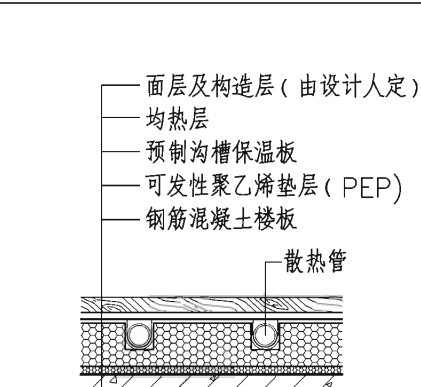 面层及构造层(由设计人定)
均热层
预制沟槽保温板
可发性聚乙烯垫层(PEP)
钢筋混凝土楼板
散热管